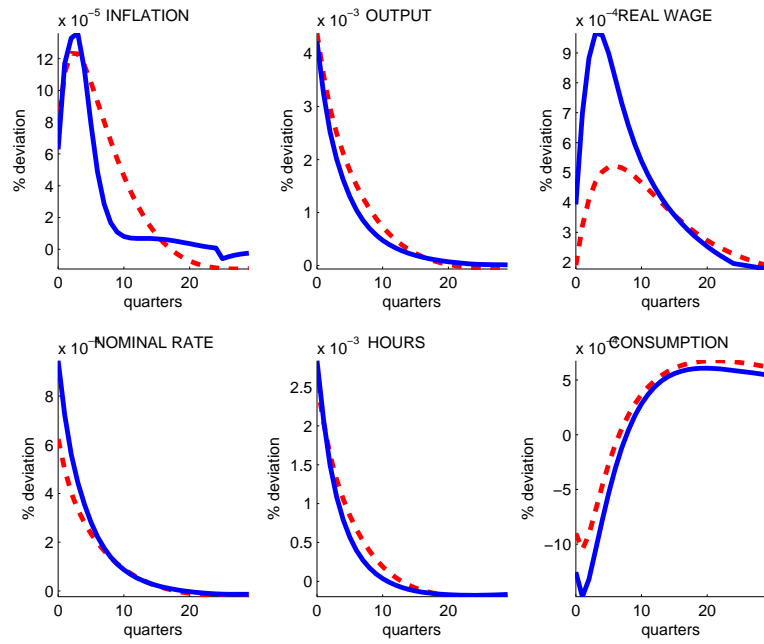 x 10⁻⁵ INFLATION
12
10
8
6
4
2
0
% deviation
0 10 20
quarters
x 10⁻³ OUTPUT
4
3
2
1
0
% deviation
0 10 20
quarters
x 10⁻⁴ REAL WAGE
9
8
7
6
5
4
3
2
% deviation
0 10 20
quarters
x 10 NOMINAL RATE
8
6
4
2
0
% deviation
0 10 20
quarters
x 10⁻³ HOURS
2.5
2
1.5
1
0.5
0
% deviation
0 10 20
quarters
x 10 CONSUMPTION
5
0
−5
−10
% deviation
0 10 20
quarters